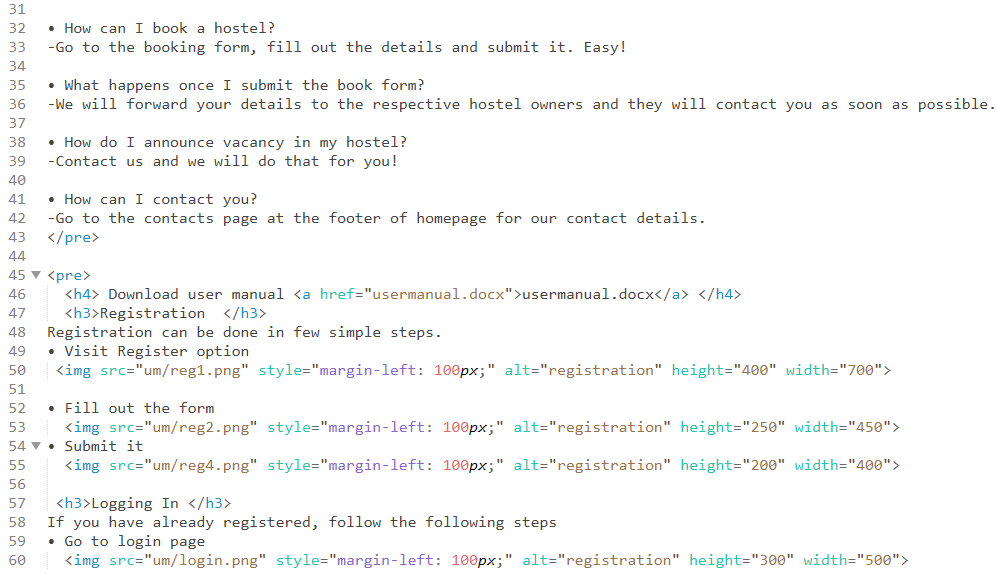 31
32 • How can I book a hostel?
33 -Go to the booking form, fill out the details and submit it. Easy!
34
35 • What happens once I submit the book form?
36 -We will forward your details to the respective hostel owners and they will contact you as soon as possible.
37
38 • How do I announce vacancy in my hostel?
39 -Contact us and we will do that for you!
40
41 • How can I contact you?
42 -Go to the contacts page at the footer of homepage for our contact details.
43 </pre>
44
45 <pre>
46 <h4> Download user manual <a href="usermanual.docx">usermanual.docx</a> </h4>
47 <h3>Registration  </h3>
48 Registration can be done in few simple steps.
49 • Visit Register option
50 <img src="um/reg1.png" style="margin-left: 100px;" alt="registration" height="400" width="700">
51
52 • Fill out the form
53 <img src="um/reg2.png" style="margin-left: 100px;" alt="registration" height="250" width="450">
54 • Submit it
55 <img src="um/reg4.png" style="margin-left: 100px;" alt="registration" height="200" width="400">
56
57 <h3>Logging In </h3>
58 If you have already registered, follow the following steps
59 • Go to login page
60 <img src="um/login.png" style="margin-left: 100px;" alt="registration" height="300" width="500">